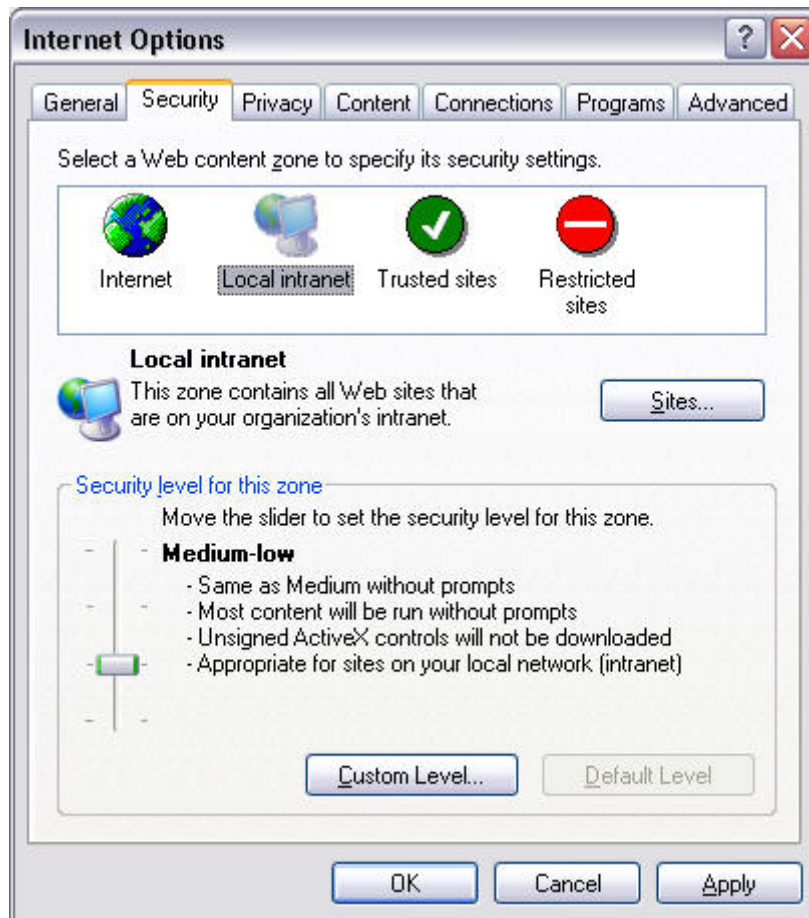 Internet Options
General Security Privacy Content Connections Programs Advanced
Select a Web content zone to specify its security settings.
Internet Local intranet Trusted sites Restricted
sites
Local intranet
This zone contains all Web sites that
are on your organization's intranet.
Sites...
Security level for this zone
Move the slider to set the security level for this zone.
Medium-low
- Same as Medium without prompts
- Most content will be run without prompts
- Unsigned ActiveX controls will not be downloaded
- Appropriate for sites on your local network (intranet)
Custom Level... Default Level
OK Cancel Apply